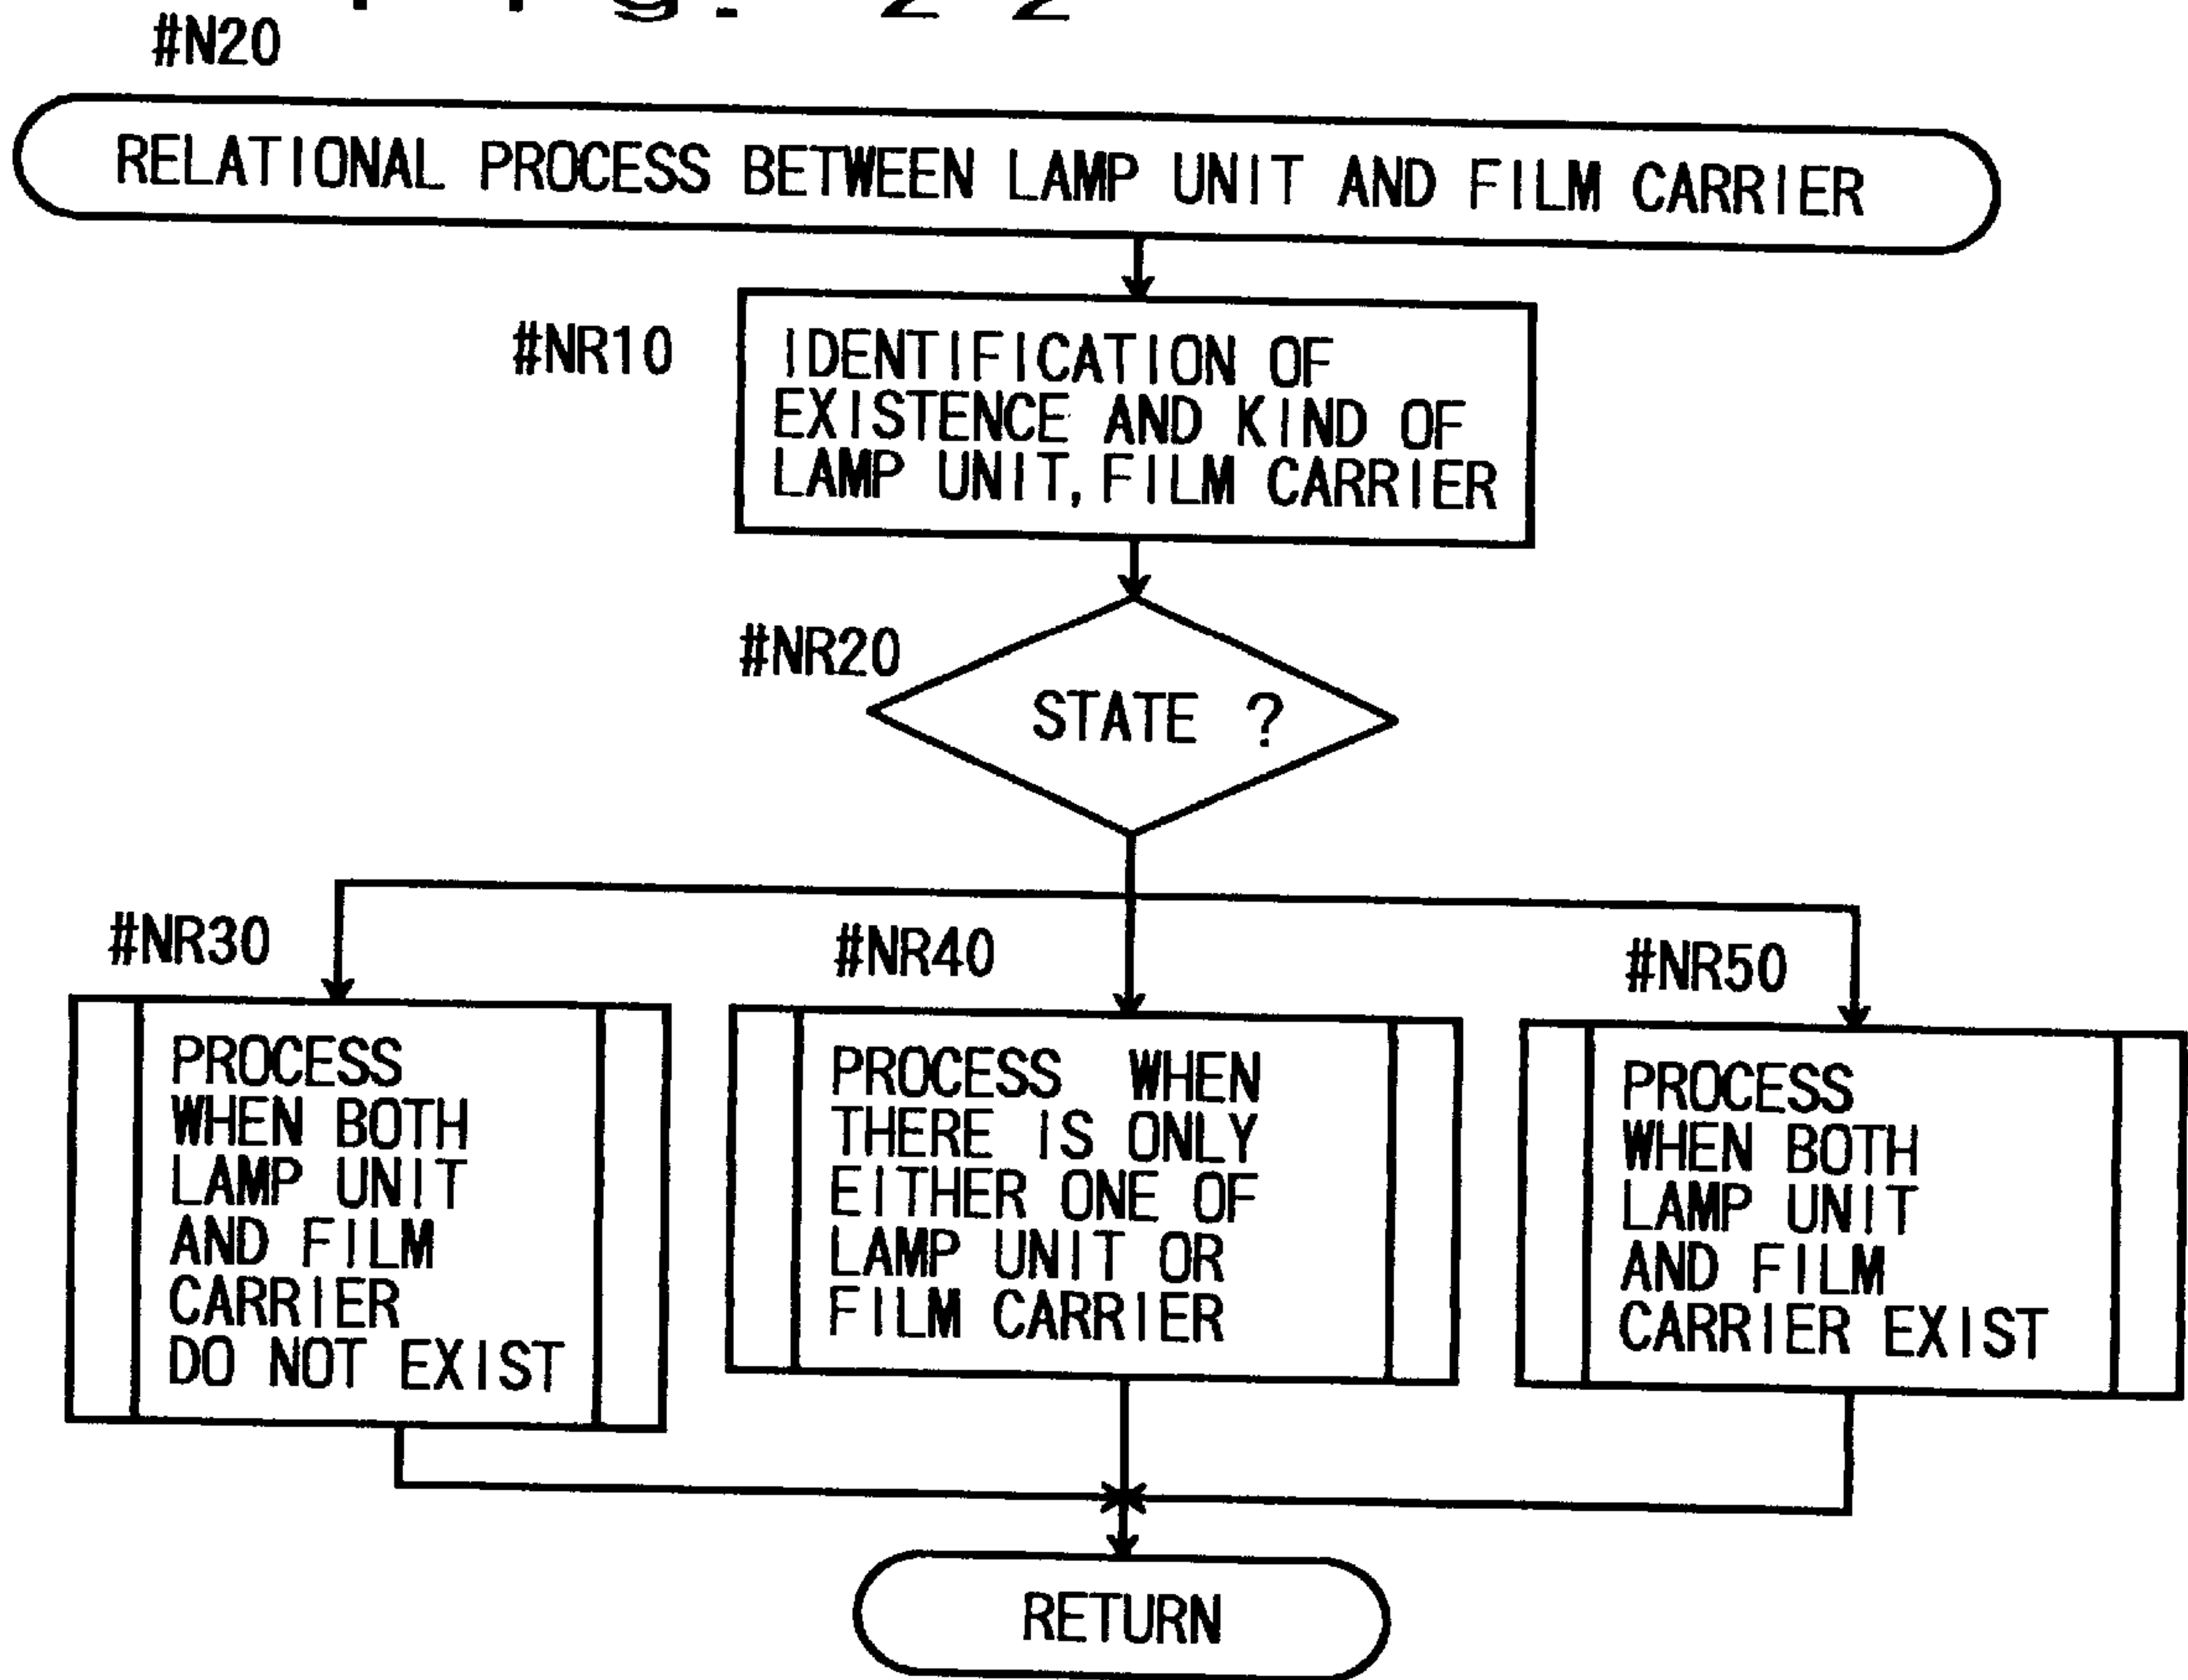 Fig. 22
#N20
RELATIONAL PROCESS BETWEEN LAMP UNIT AND FILM CARRIER
#NR10
IDENTIFICATION OF
EXISTENCE AND KIND OF
LAMP UNIT, FILM CARRIER
#NR20
STATE ?
#NR30
PROCESS
WHEN BOTH
LAMP UNIT
AND FILM
CARRIER
DO NOT EXIST
#NR40
PROCESS WHEN
THERE IS ONLY
EITHER ONE OF
LAMP UNIT OR
FILM CARRIER
#NR50
PROCESS
WHEN BOTH
LAMP UNIT
AND FILM
CARRIER EXIST
RETURN